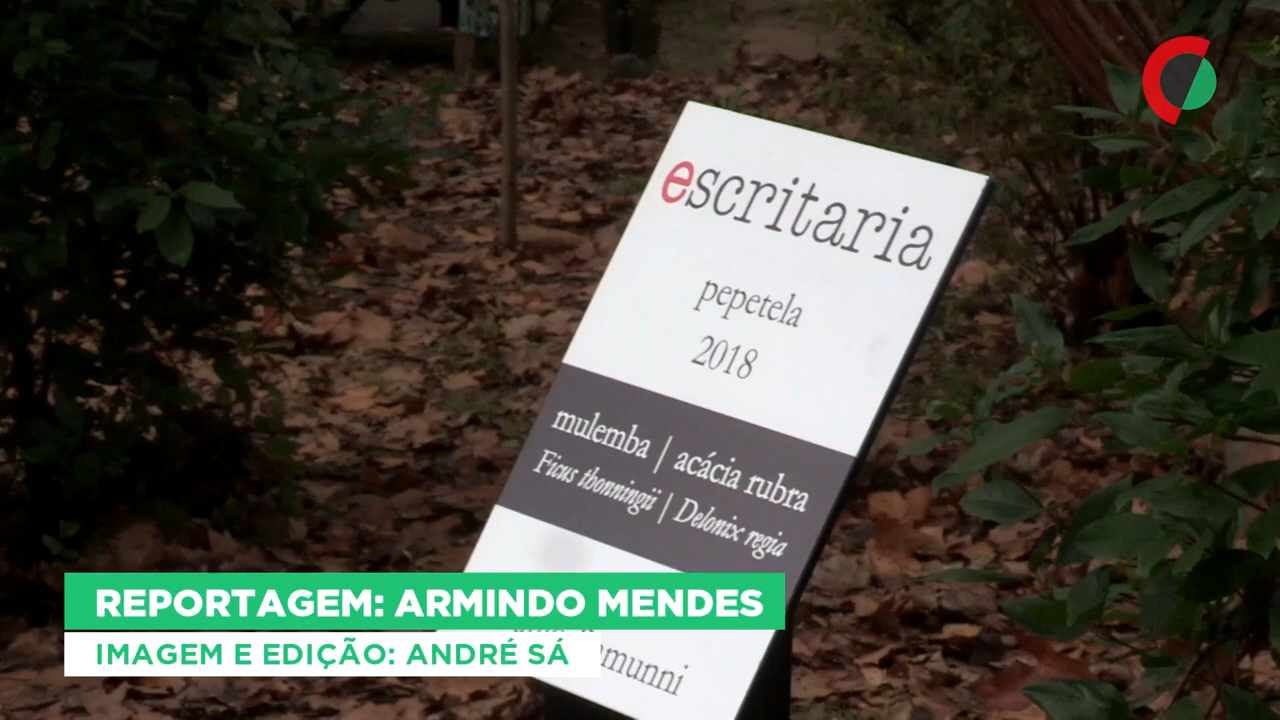 escritaria
pepetela
2018
mulemba | acácia rubra
Ficus thonningii | Delonix regia
REPORTAGEM: ARMINDO MENDES
IMAGEM E EDIÇÃO: ANDRÉ SÁ